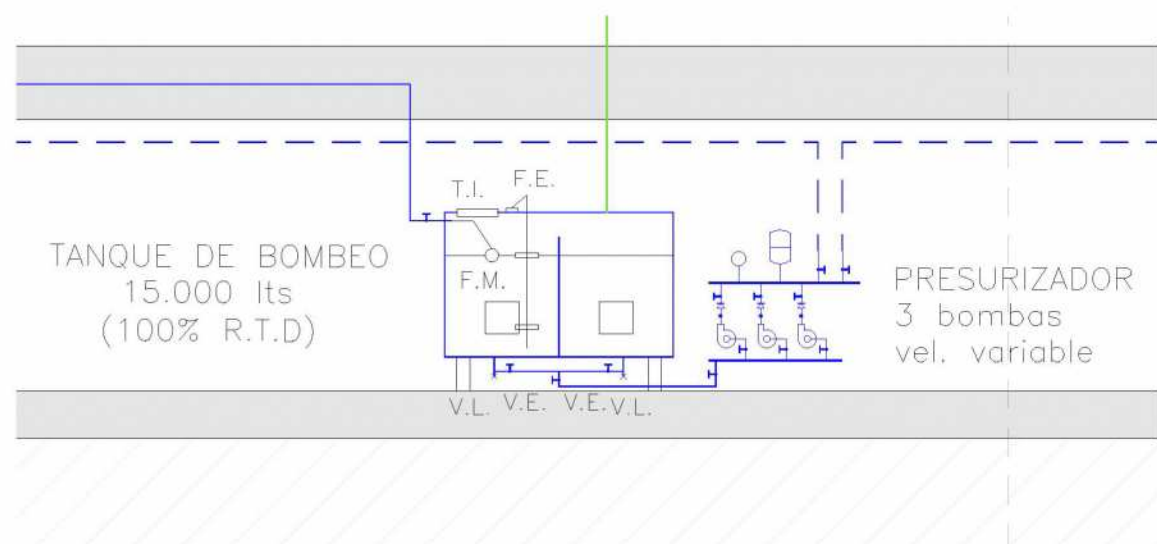 T.I.
F.E.
TANQUE DE BOMBEO
15.000 lts
(100% R.T.D)
F.M.
PRESURIZADOR
3 bombas
vel. variable
V.L. V.E. V.E. V.L.